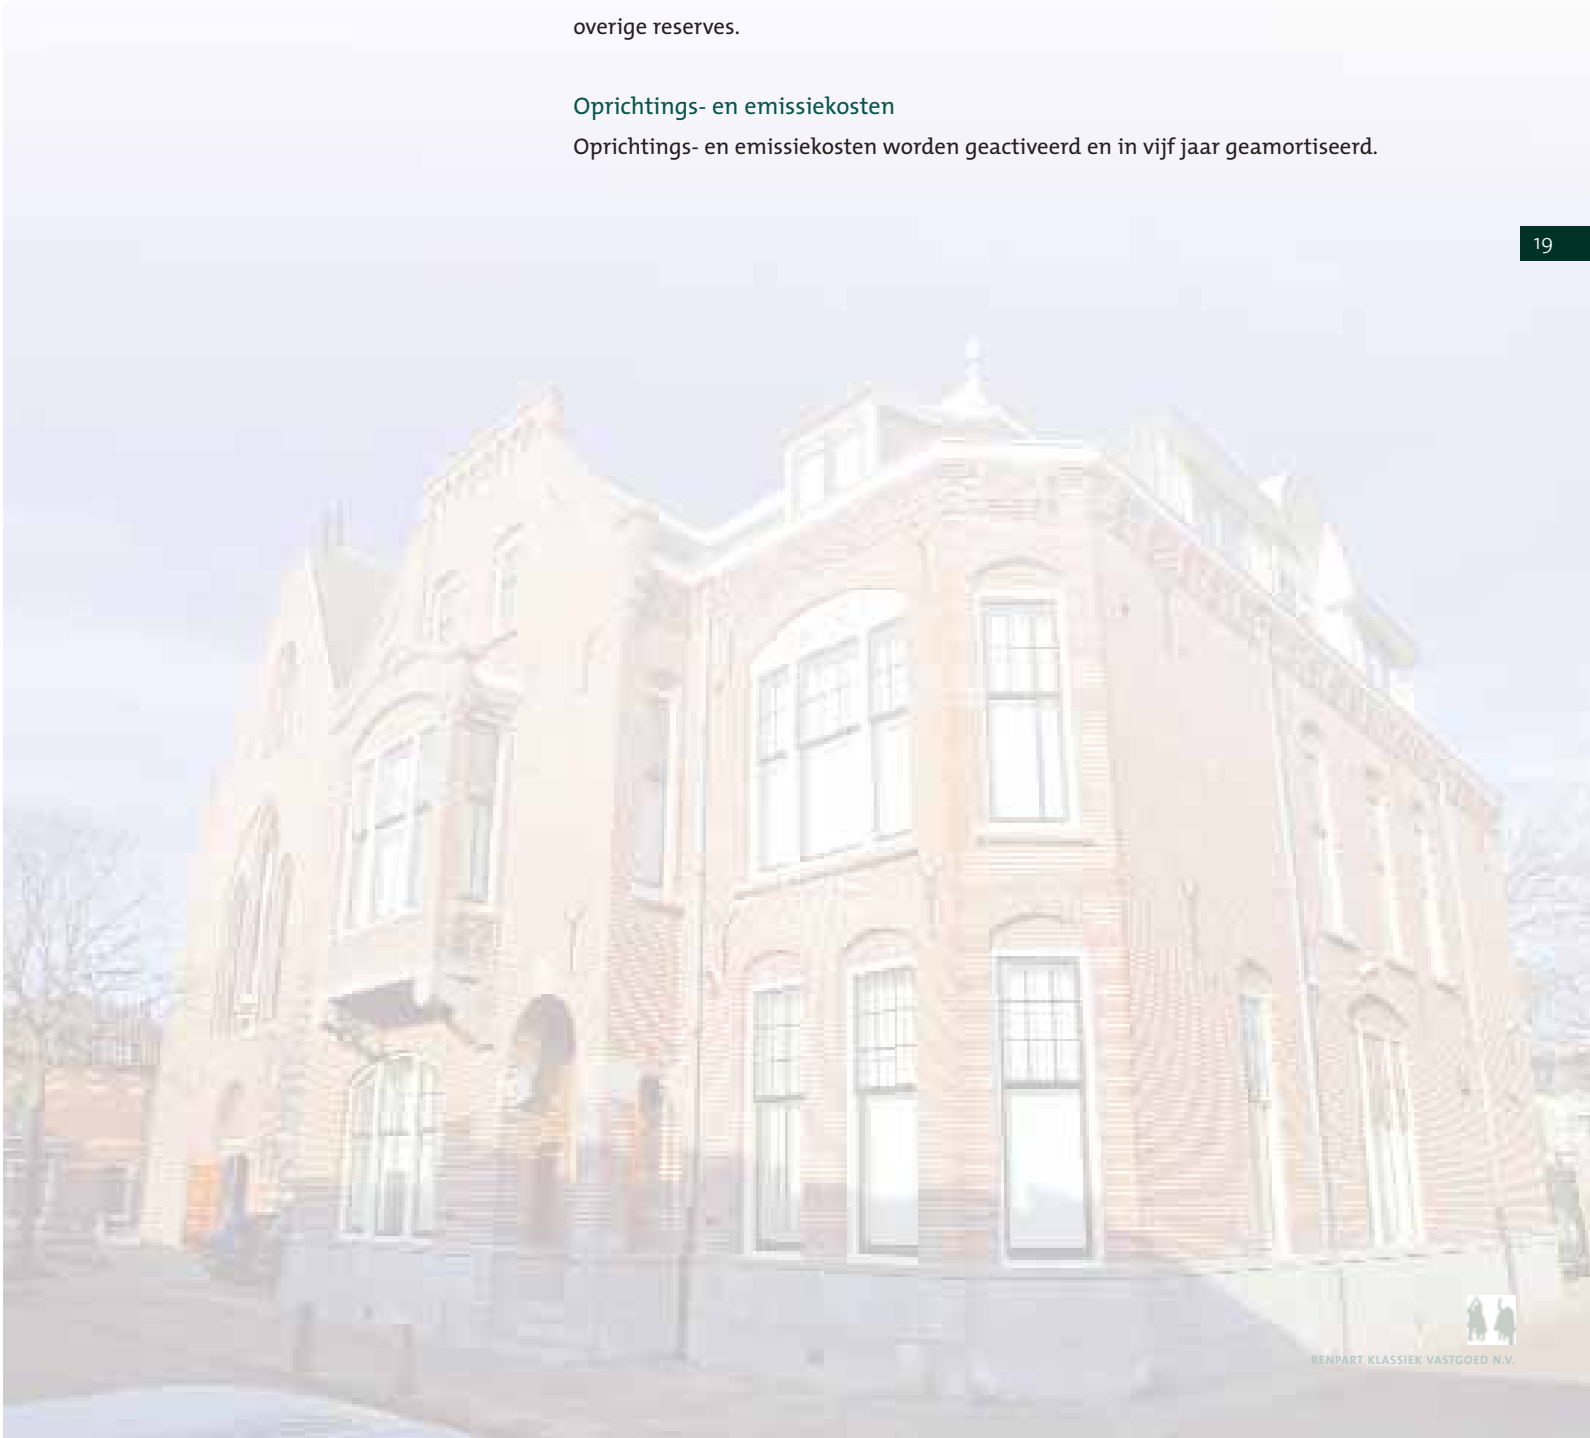 overige reserves.
Oprichtings- en emissiekosten
Oprichtings- en emissiekosten worden geactiveerd en in vijf jaar geamortiseerd.
19
RENPART KLASSIEK VASTGOED N.V.